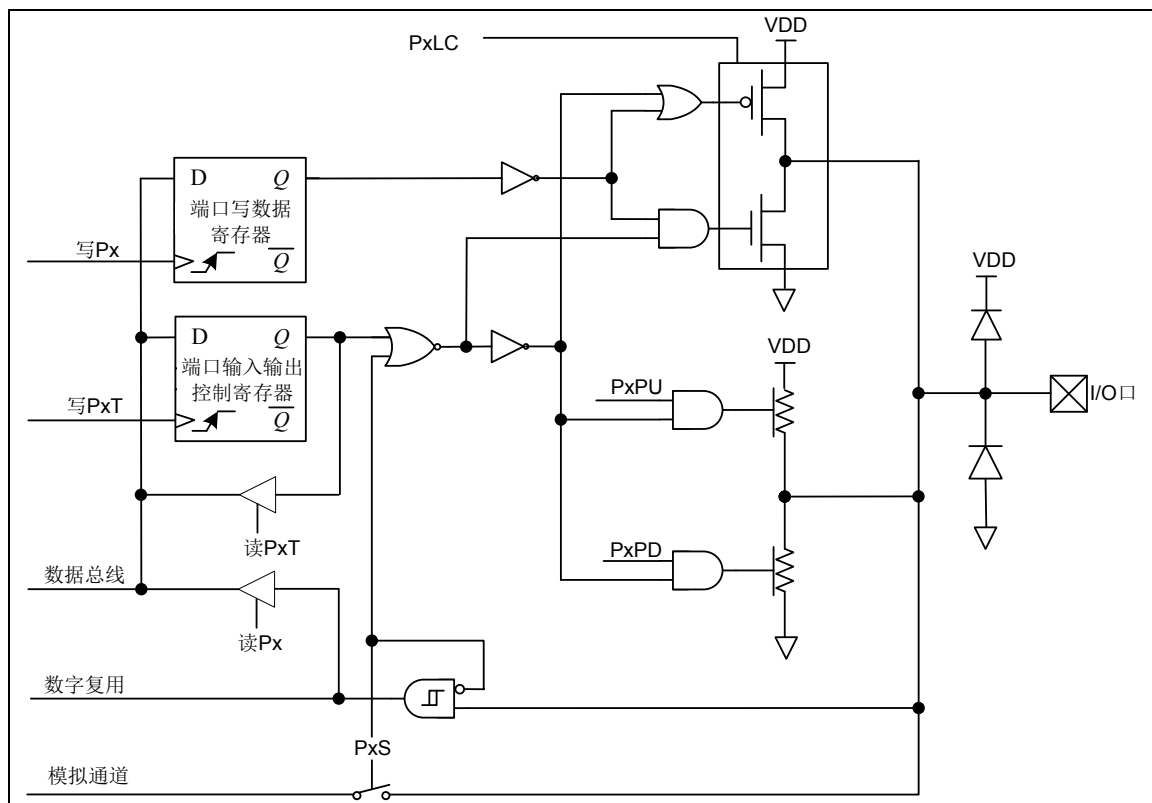 PxLC
VDD
D
Q
端口写数据
寄存器
Q
写Px
VDD
D
Q
端口输入输出
控制寄存器
Q
写PxT
VDD
PxPU
I/O口
读PxT
PxPD
数据总线
读Px
数字复用
PxS
模拟通道